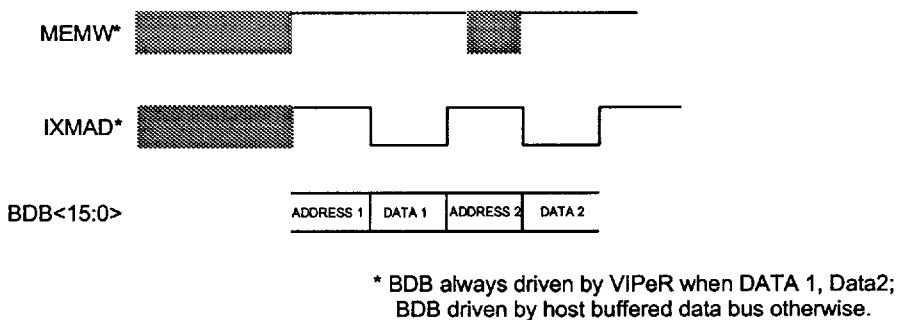 MEMW*
IXMAD*
BDB<15:0>
ADDRESS 1 DATA 1 ADDRESS 2 DATA 2
* BDB always driven by VIPeR when DATA 1, Data2;
BDB driven by host buffered data bus otherwise.